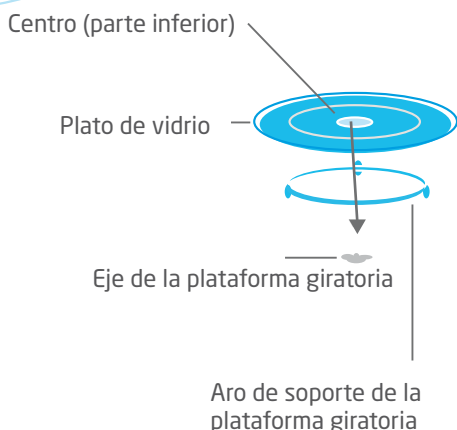 Centro (parte inferior)
Plato de vidrio
Eje de la plataforma giratoria
Aro de soporte de la
plataforma giratoria